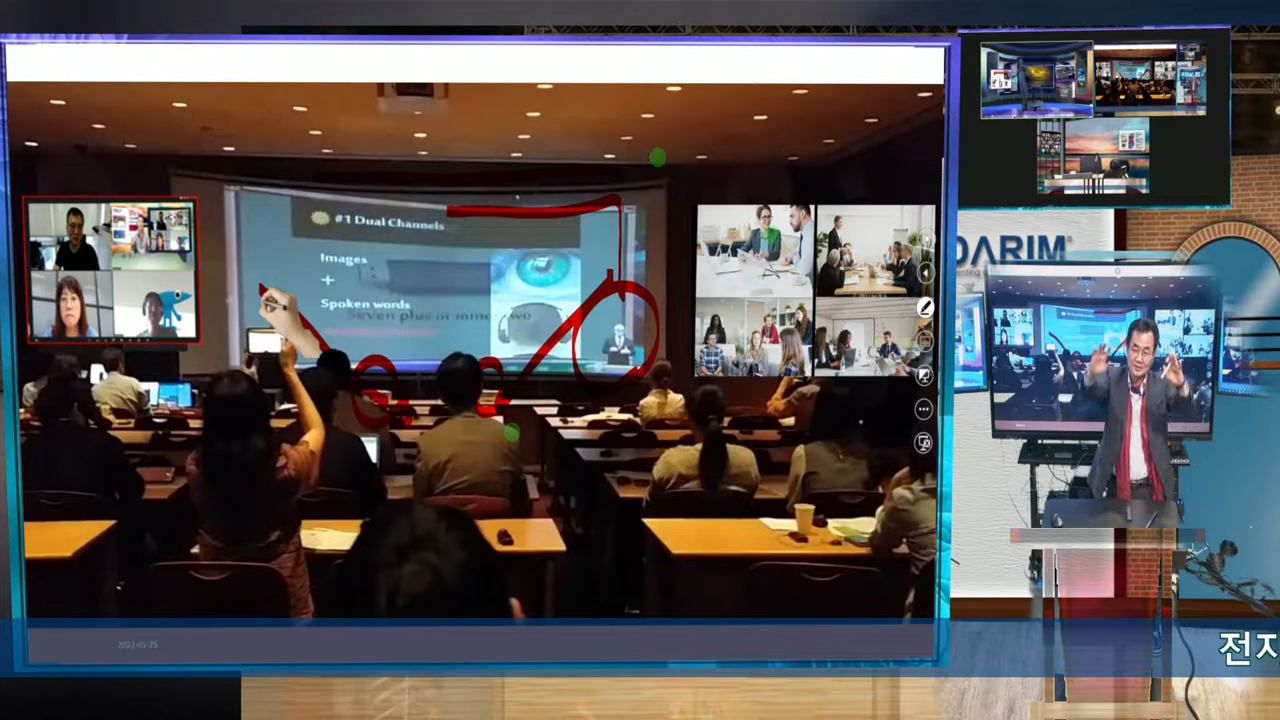 #1 Dual Channels
Images
+
Spoken words
Seven plus or minus two
DARIM
2022-01-25
전자